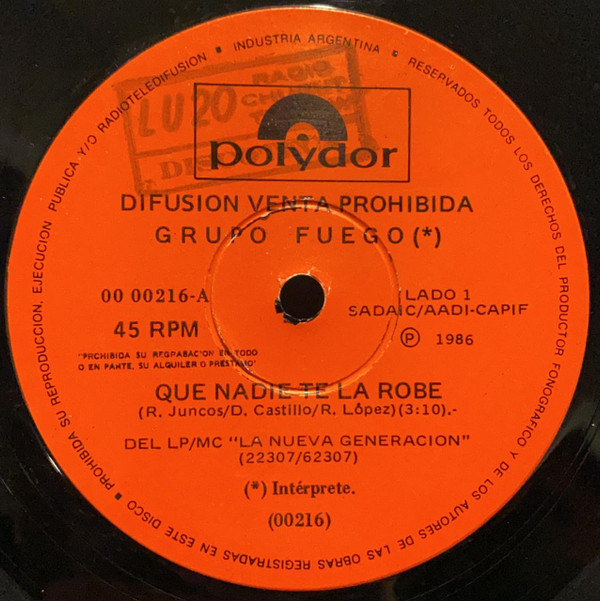 PROHIBIDA SU REPRODUCCION, EJECUCION PUBLICA Y/O RADIOTELEDIFUSION • INDUSTRIA ARGENTINA • RESERVADOS TODOS LOS DERECHOS DEL PRODUCTOR FONOGRAFICO Y DE LOS AUTORES DE LAS OBRAS REGISTRADAS EN ESTE DISCO •
LU20 RADIO
polydor
DIFUSION VENTA PROHIBIDA
GRUPO FUEGO (*)
00 00216-A
LADO 1
SADAIC/AADI-CAPIF
45 RPM
℗ 1986
"PROHIBIDA SU REGRABACION EN TODO
O EN PARTE, SU ALQUILER O PRESTAMO"
QUE NADIE TE LA ROBE
(R. Juncos/D. Castillo/R. López)(3:10).-
DEL LP/MC "LA NUEVA GENERACION"
(22307/62307)
(*) Intérprete.
(00216)